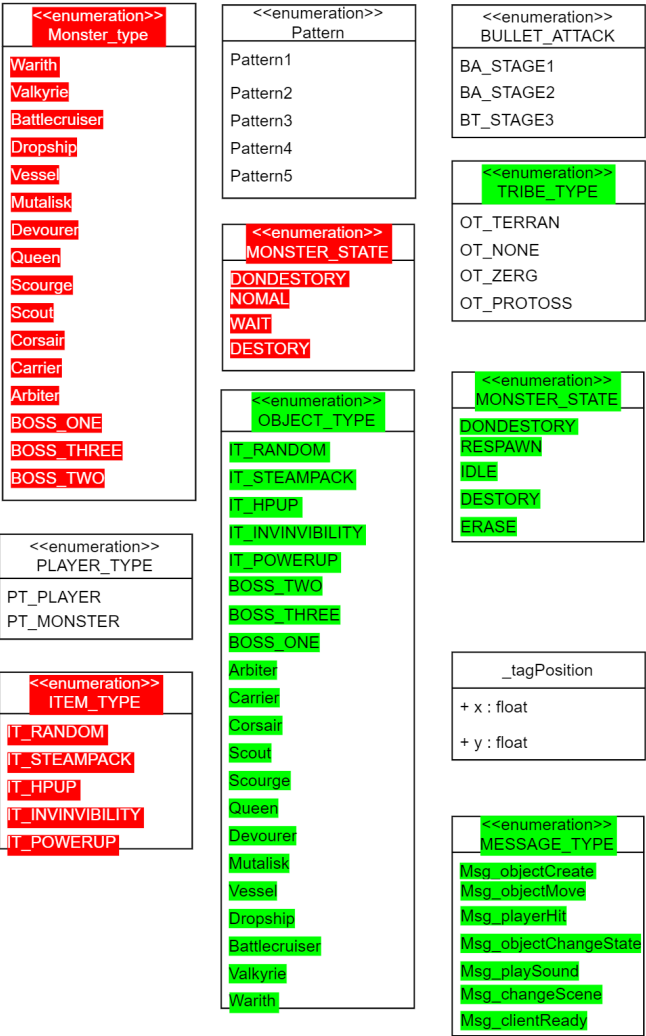 <<enumeration>>
Monster_type
Warith
Valkyrie
Battlecruiser
Dropship
Vessel
Mutalisk
Devourer
Queen
Scourge
Scout
Corsair
Carrier
Arbiter
BOSS_ONE
BOSS_THREE
BOSS_TWO
<<enumeration>>
PLAYER_TYPE
PT_PLAYER
PT_MONSTER
<<enumeration>>
ITEM_TYPE
IT_RANDOM
IT_STEAMPACK
IT_HPUP
IT_INVINVIBILITY
IT_POWERUP
<<enumeration>>
Pattern
Pattern1
Pattern2
Pattern3
Pattern4
Pattern5
<<enumeration>>
MONSTER_STATE
DONDESTORY
NOMAL
WAIT
DESTORY
<<enumeration>>
OBJECT_TYPE
IT_RANDOM
IT_STEAMPACK
IT_HPUP
IT_INVINVIBILITY
IT_POWERUP
BOSS_TWO
BOSS_THREE
BOSS_ONE
Arbiter
Carrier
Corsair
Scout
Scourge
Queen
Devourer
Mutalisk
Vessel
Dropship
Battlecruiser
Valkyrie
Warith
<<enumeration>>
BULLET_ATTACK
BA_STAGE1
BA_STAGE2
BT_STAGE3
<<enumeration>>
TRIBE_TYPE
OT_TERRAN
OT_NONE
OT_ZERG
OT_PROTOSS
<<enumeration>>
MONSTER_STATE
DONDESTORY
RESPAWN
IDLE
DESTORY
ERASE
_tagPosition
+ x : float
+ y : float
<<enumeration>>
MESSAGE_TYPE
Msg_objectCreate
Msg_objectMove
Msg_playerHit
Msg_objectChangeState
Msg_playSound
Msg_changeScene
Msg_clientReady